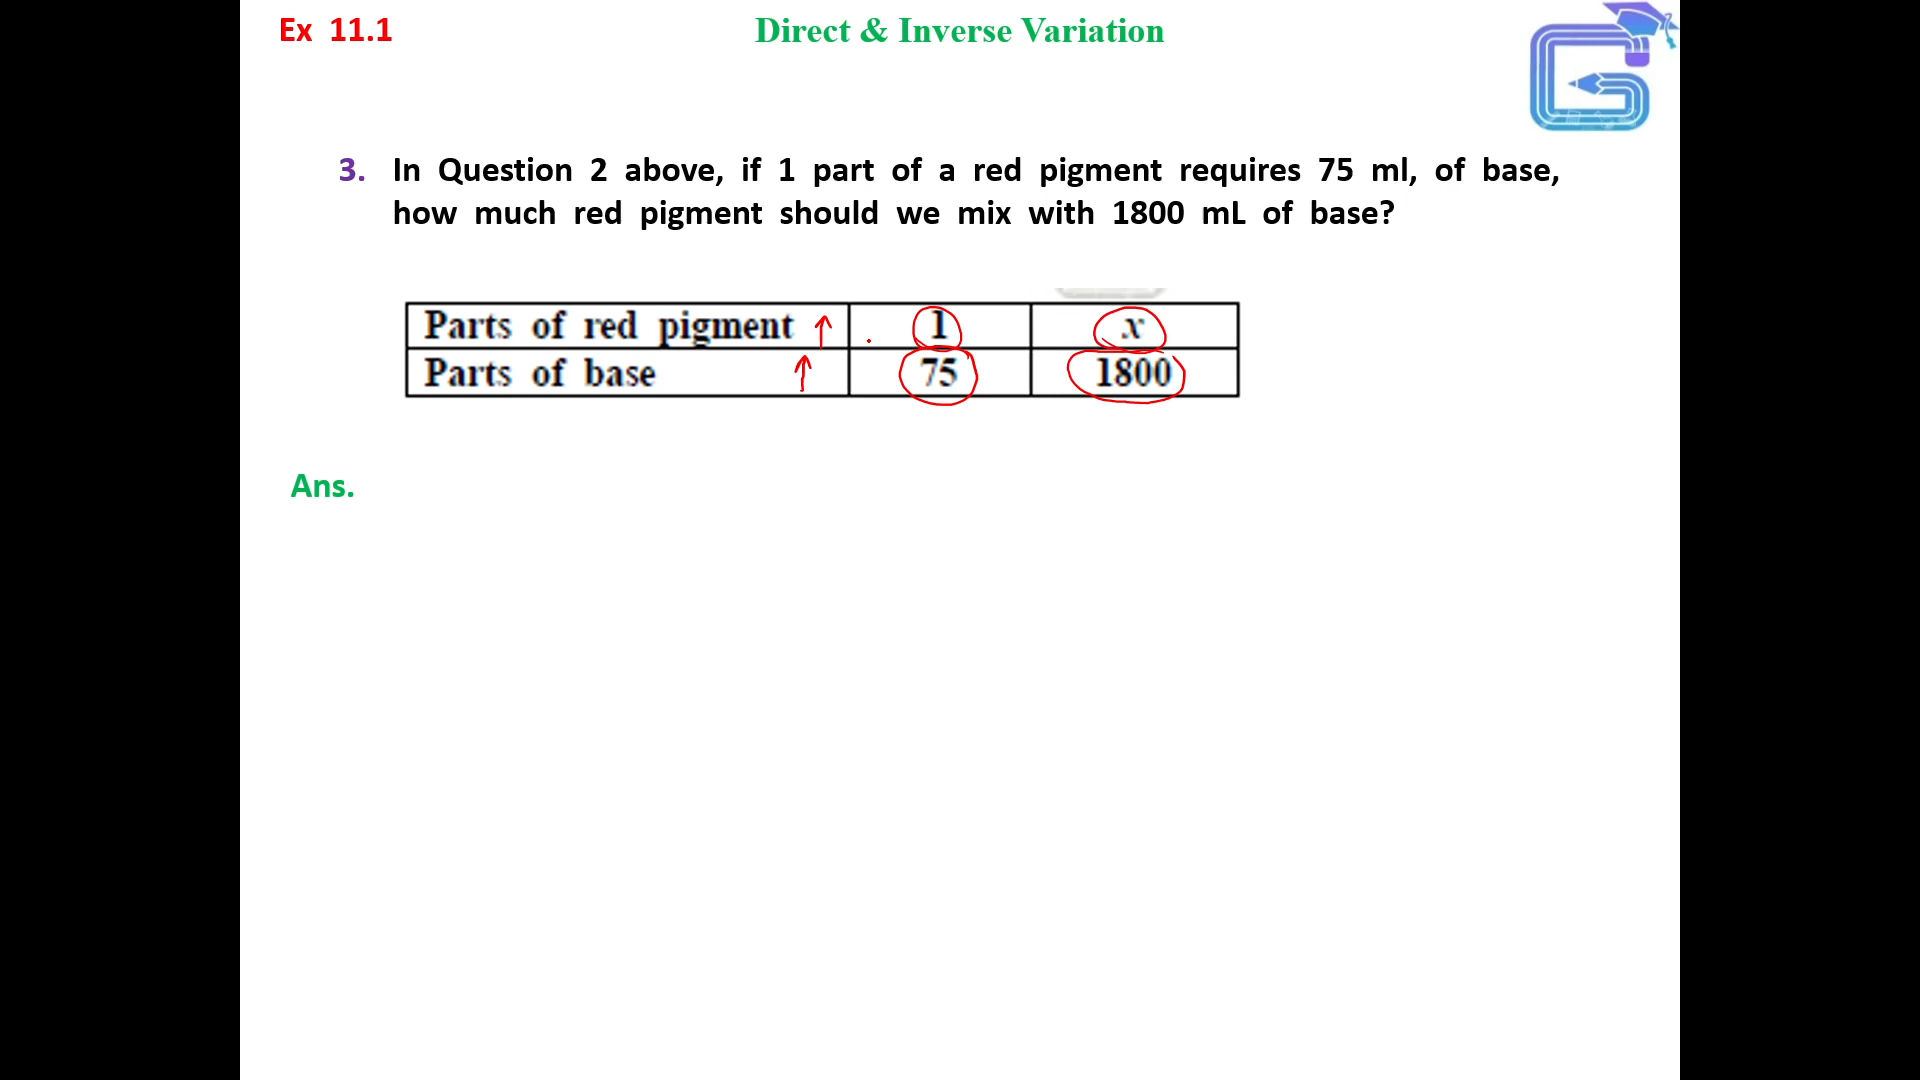 Ex 11.1
Direct & Inverse Variation
3. In Question 2 above, if 1 part of a red pigment requires 75 ml, of base,
how much red pigment should we mix with 1800 mL of base?
Parts of red pigment 1 x
Parts of base 75 1800
Ans.